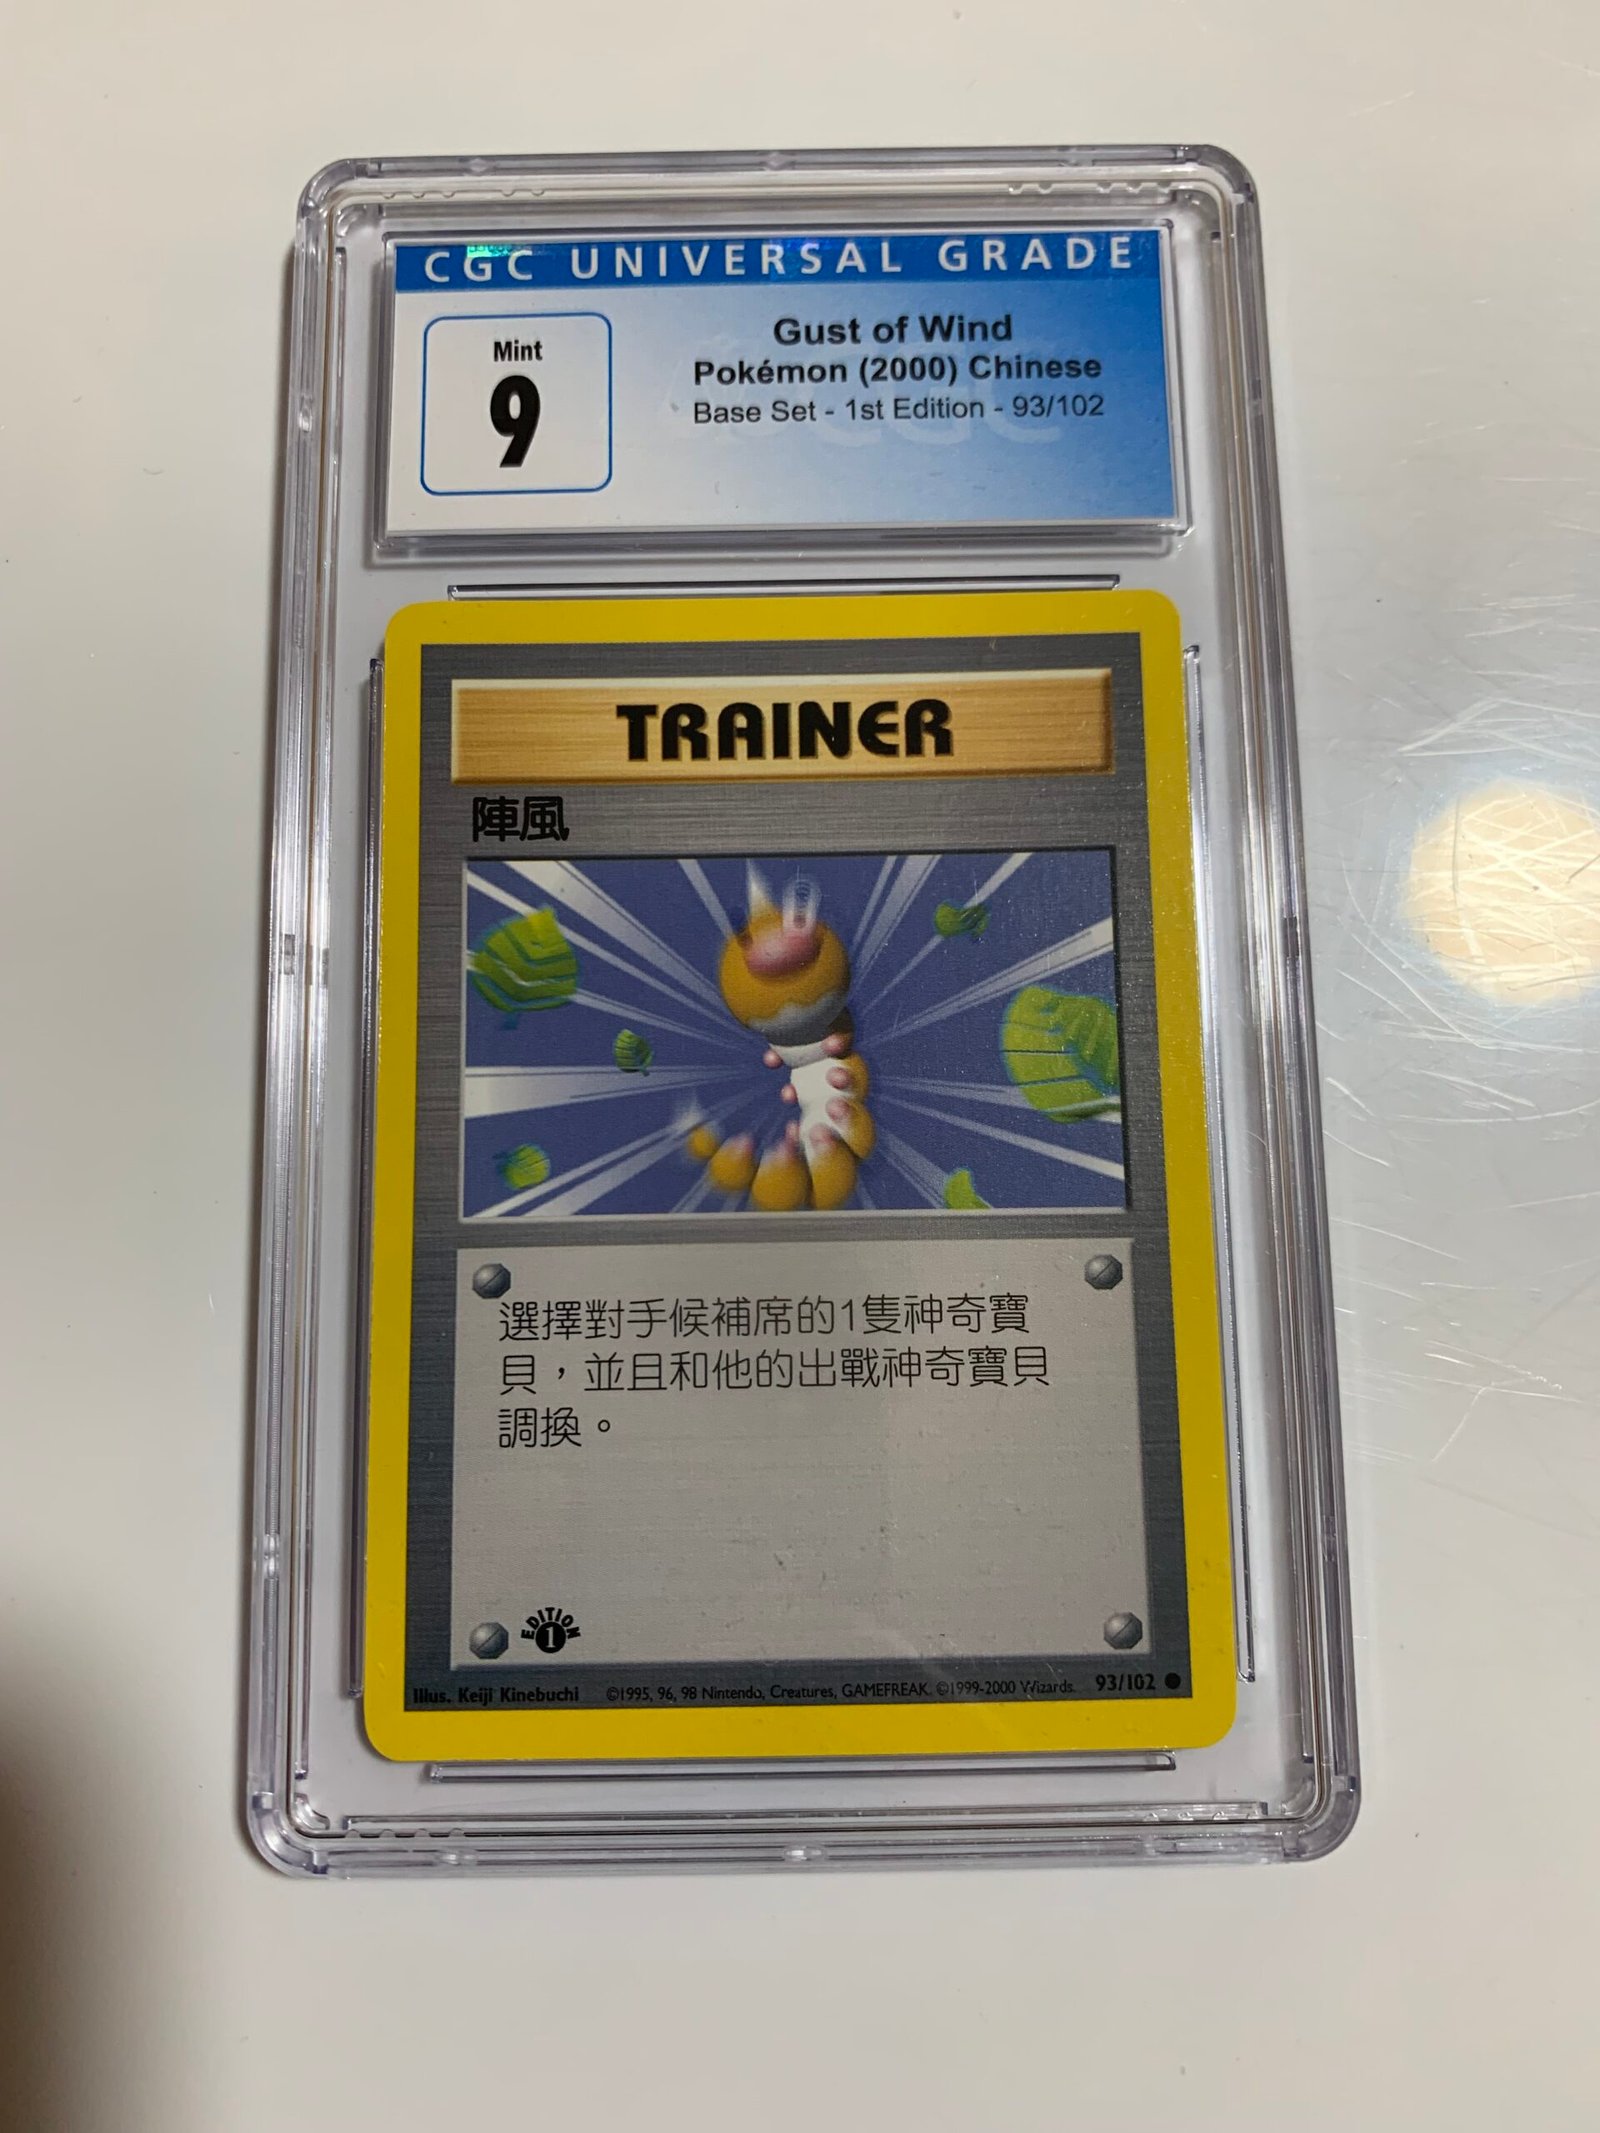 CGC UNIVERSAL GRADE
Mint
9
Gust of Wind
Pokémon (2000) Chinese
Base Set - 1st Edition - 93/102
TRAINER
陣風
選擇對手候補席的1隻神奇寶
貝，並且和他的出戰神奇寶貝
調換。
EDITION
1
Illus. Keiji Kinebuchi ©1995, 96, 98 Nintendo, Creatures, GAMEFREAK. ©1999-2000 Wizards. 93/102 ●